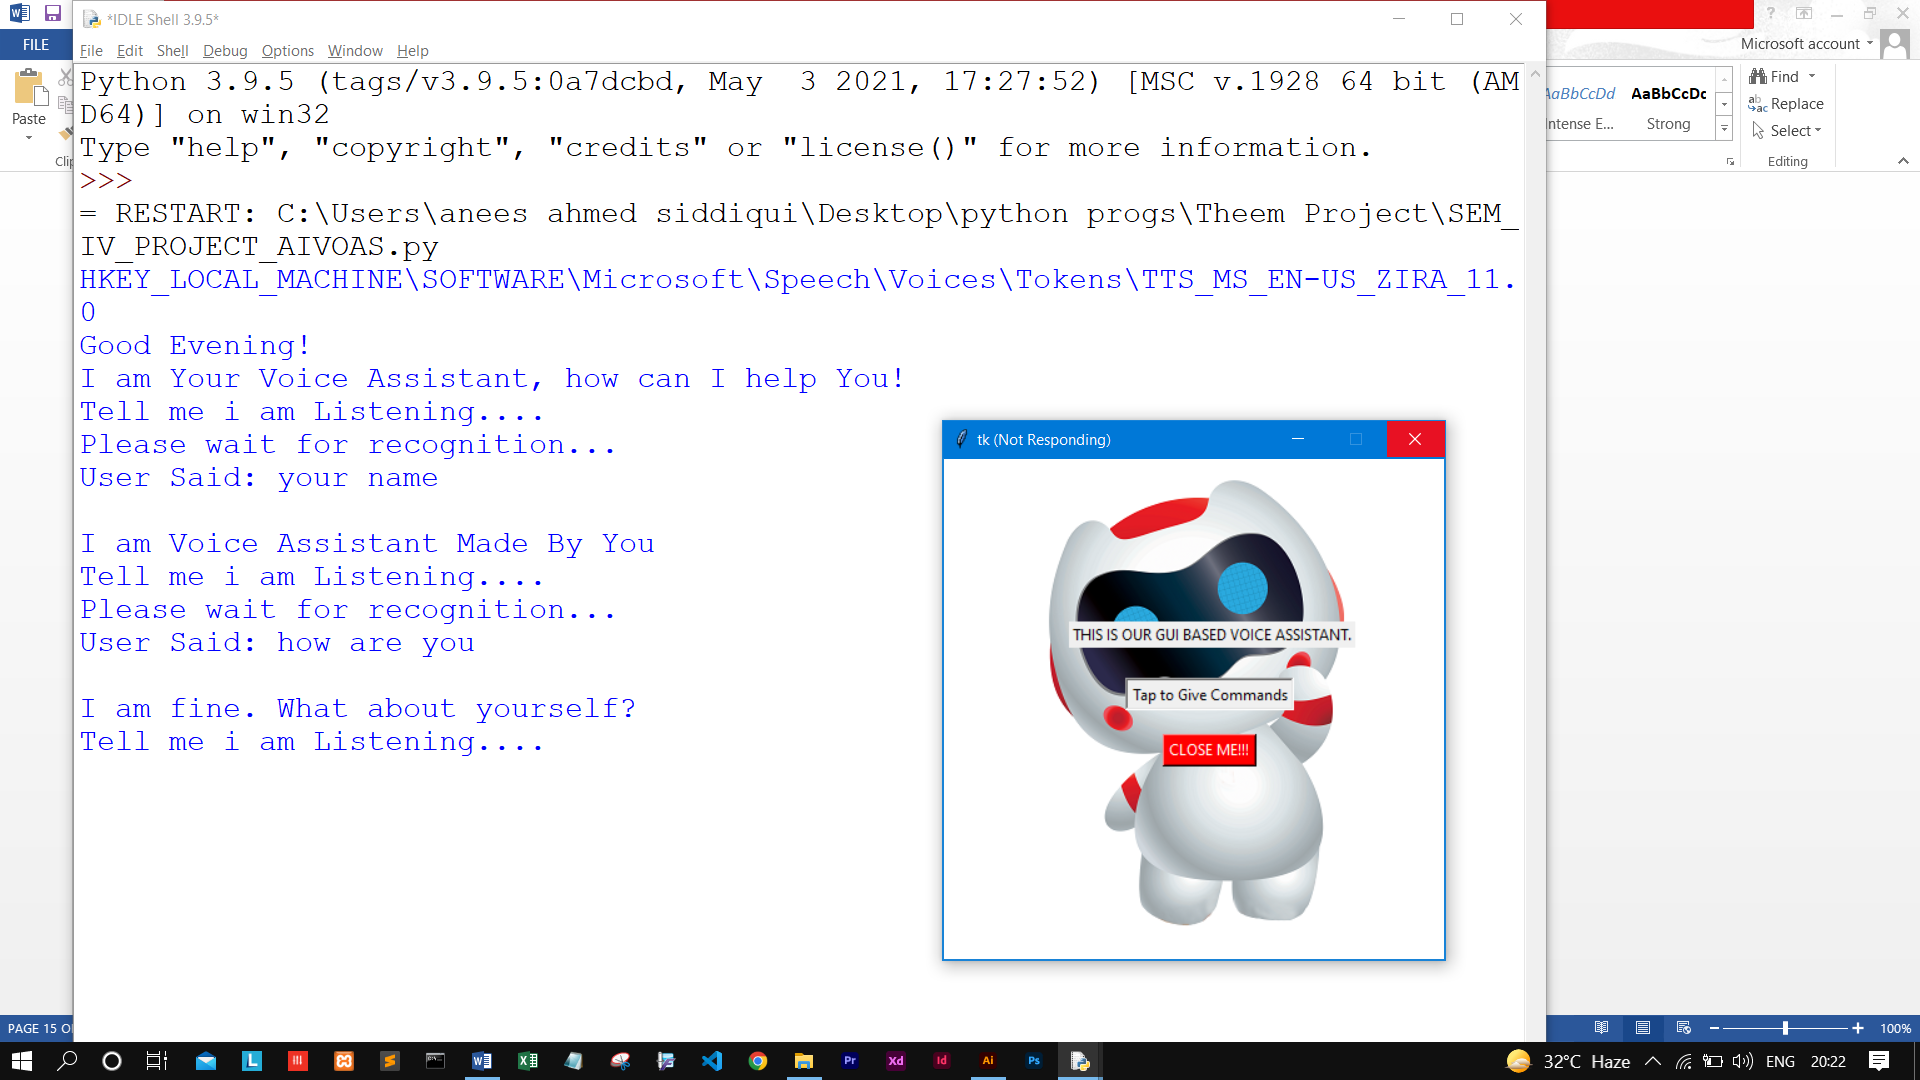 *IDLE Shell 3.9.5*
File Edit Shell Debug Options Window Help
FILE
Paste
Microsoft account
AaBbCcDd AaBbCcDc
Intense E... Strong
Find
Replace
Select
Editing
Python 3.9.5 (tags/v3.9.5:0a7dcbd, May  3 2021, 17:27:52) [MSC v.1928 64 bit (AM
D64)] on win32
Type "help", "copyright", "credits" or "license()" for more information.
>>>
= RESTART: C:\Users\anees ahmed siddiqui\Desktop\python progs\Theem Project\SEM_
IV_PROJECT_AIVOAS.py
HKEY_LOCAL_MACHINE\SOFTWARE\Microsoft\Speech\Voices\Tokens\TTS_MS_EN-US_ZIRA_11.
0
Good Evening!
I am Your Voice Assistant, how can I help You!
Tell me i am Listening....
Please wait for recognition...
User Said: your name
I am Voice Assistant Made By You
Tell me i am Listening....
Please wait for recognition...
User Said: how are you
I am fine. What about yourself?
Tell me i am Listening....
tk (Not Responding)
THIS IS OUR GUI BASED VOICE ASSISTANT.
Tap to Give Commands
CLOSE ME!!!
PAGE 15
100%
Pr Xd Id Ai Ps
32°C Haze
ENG 20:22